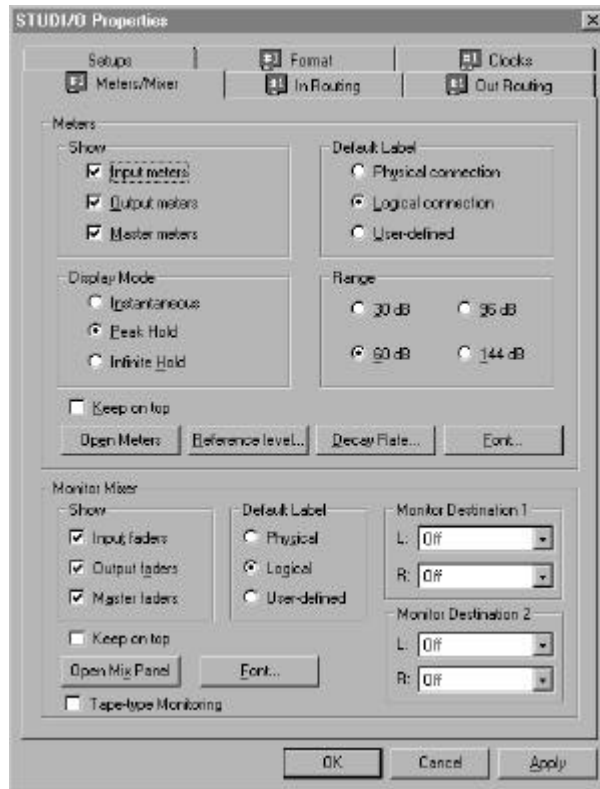 STUDI/O Properties
Setups
Format
Clocks
Meters/Mixer
In Routing
Out Routing
Meters
Show
Input meters
Output meters
Master meters
Default Label
Physical connection
Logical connection
User-defined
Display Mode
Instantaneous
Peak Hold
Infinite Hold
Range
30 dB
96 dB
60 dB
144 dB
Keep on top
Open Meters
Reference level...
Decay Rate...
Font...
Monitor Mixer
Show
Input faders
Output faders
Master faders
Default Label
Physical
Logical
User-defined
Monitor Destination 1
L: Off
R: Off
Monitor Destination 2
L: Off
R: Off
Keep on top
Open Mix Panel
Font...
Tape-type Monitoring
OK
Cancel
Apply